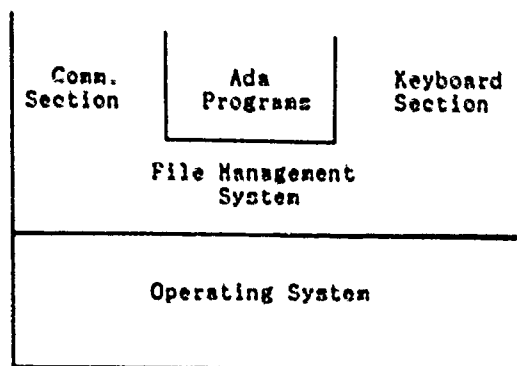 Comm.
Section
Ada
Programs
Keyboard
Section
File Management
System
Operating System